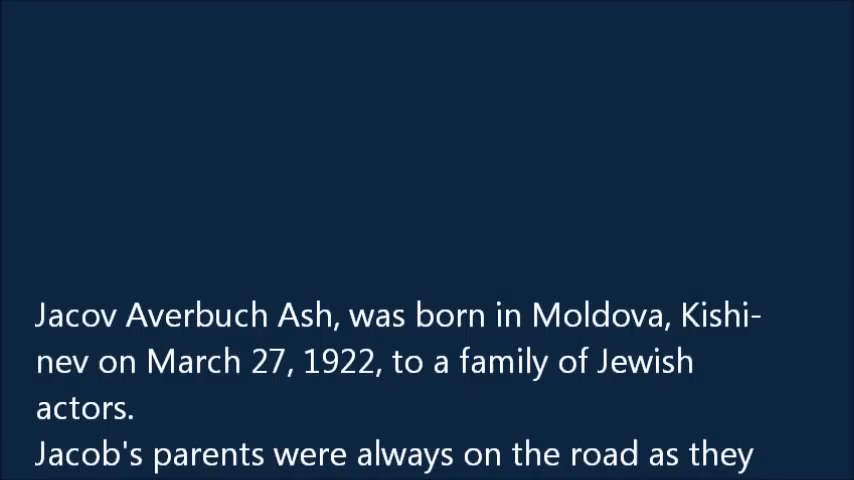 Jacov Averbuch Ash, was born in Moldova, Kishi-
nev on March 27, 1922, to a family of Jewish
actors.
Jacob's parents were always on the road as they